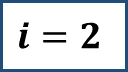 i = 2